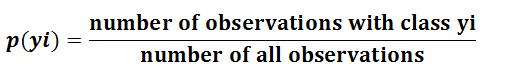 p(yi) = number of observations with class yi / number of all observations